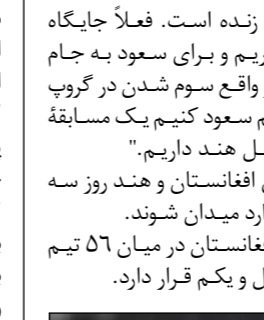 زنده است. فعلاً جایگاه
ریم و برای سعود به جام
واقع سوم شدن در گروپ
م سعود کنیم یک مسابقهٔ
ل هند داریم."
افغانستان و هند روز سه
ارد میدان شوند.
فغانستان در میان ۵٦ تیم
ل و یکم قرار دارد.